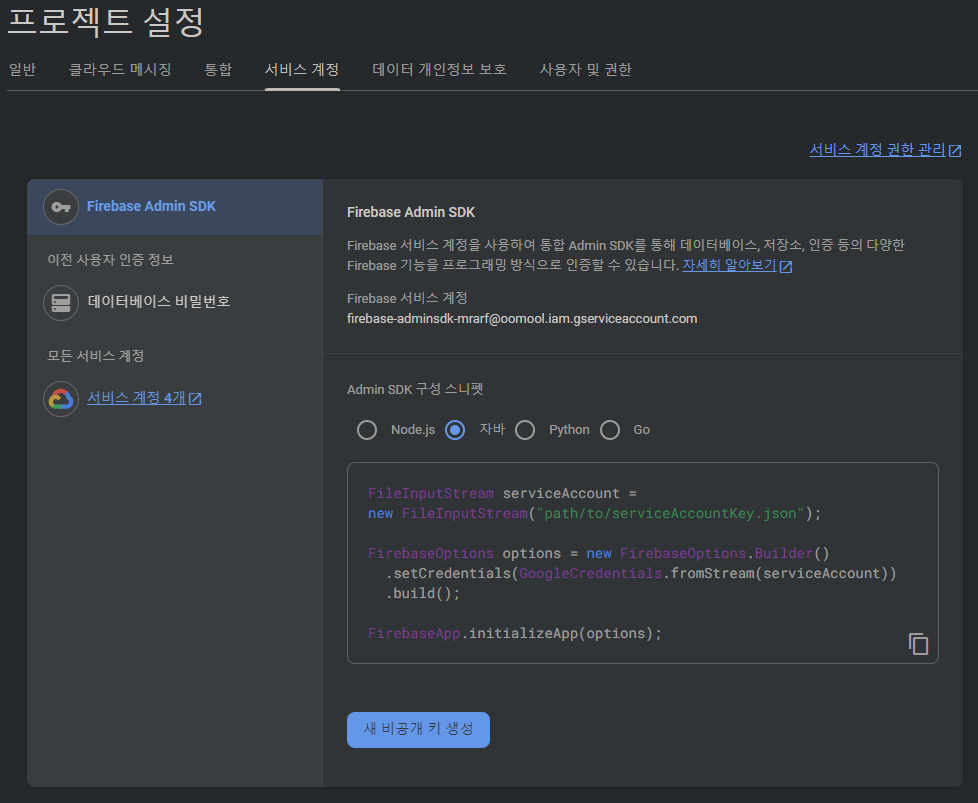 프로젝트 설정
일반 클라우드 메시징 통합 서비스 계정 데이터 개인정보 보호 사용자 및 권한
서비스 계정 권한 관리
Firebase Admin SDK
이전 사용자 인증 정보
데이터베이스 비밀번호
모든 서비스 계정
서비스 계정 4개
Firebase Admin SDK
Firebase 서비스 계정을 사용하여 통합 Admin SDK를 통해 데이터베이스, 저장소, 인증 등의 다양한
Firebase 기능을 프로그래밍 방식으로 인증할 수 있습니다. 자세히 알아보기
Firebase 서비스 계정
firebase-adminsdk-mrarf@oomool.iam.gserviceaccount.com
Admin SDK 구성 스니펫
Node.js 자바 Python Go
FileInputStream serviceAccount =
new FileInputStream("path/to/serviceAccountKey.json");
FirebaseOptions options = new FirebaseOptions.Builder()
.setCredentials(GoogleCredentials.fromStream(serviceAccount))
.build();
FirebaseApp.initializeApp(options);
새 비공개 키 생성